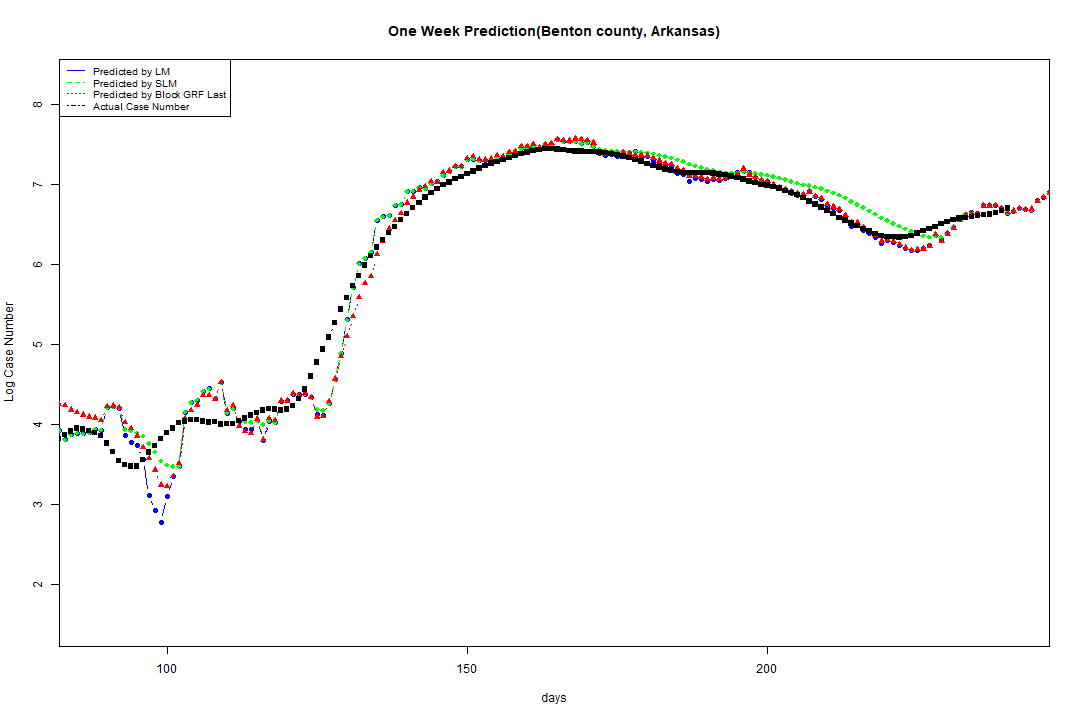 One Week Prediction(Benton county, Arkansas)
Predicted by LM
Predicted by SLM
Predicted by Block GRF Last
Actual Case Number
8
7
6
5
4
3
2
Log Case Number
100 150 200
days